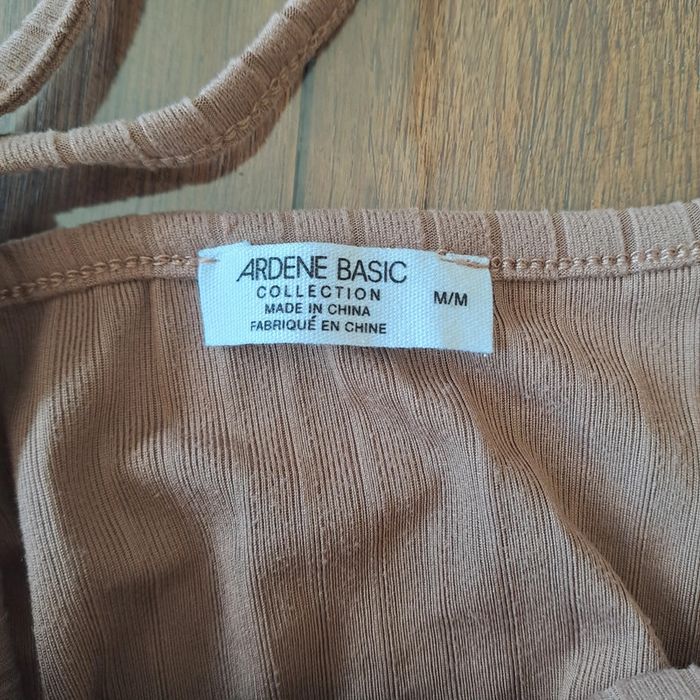 ARDENE BASIC
COLLECTION
M/M
MADE IN CHINA
FABRIQUÉ EN CHINE